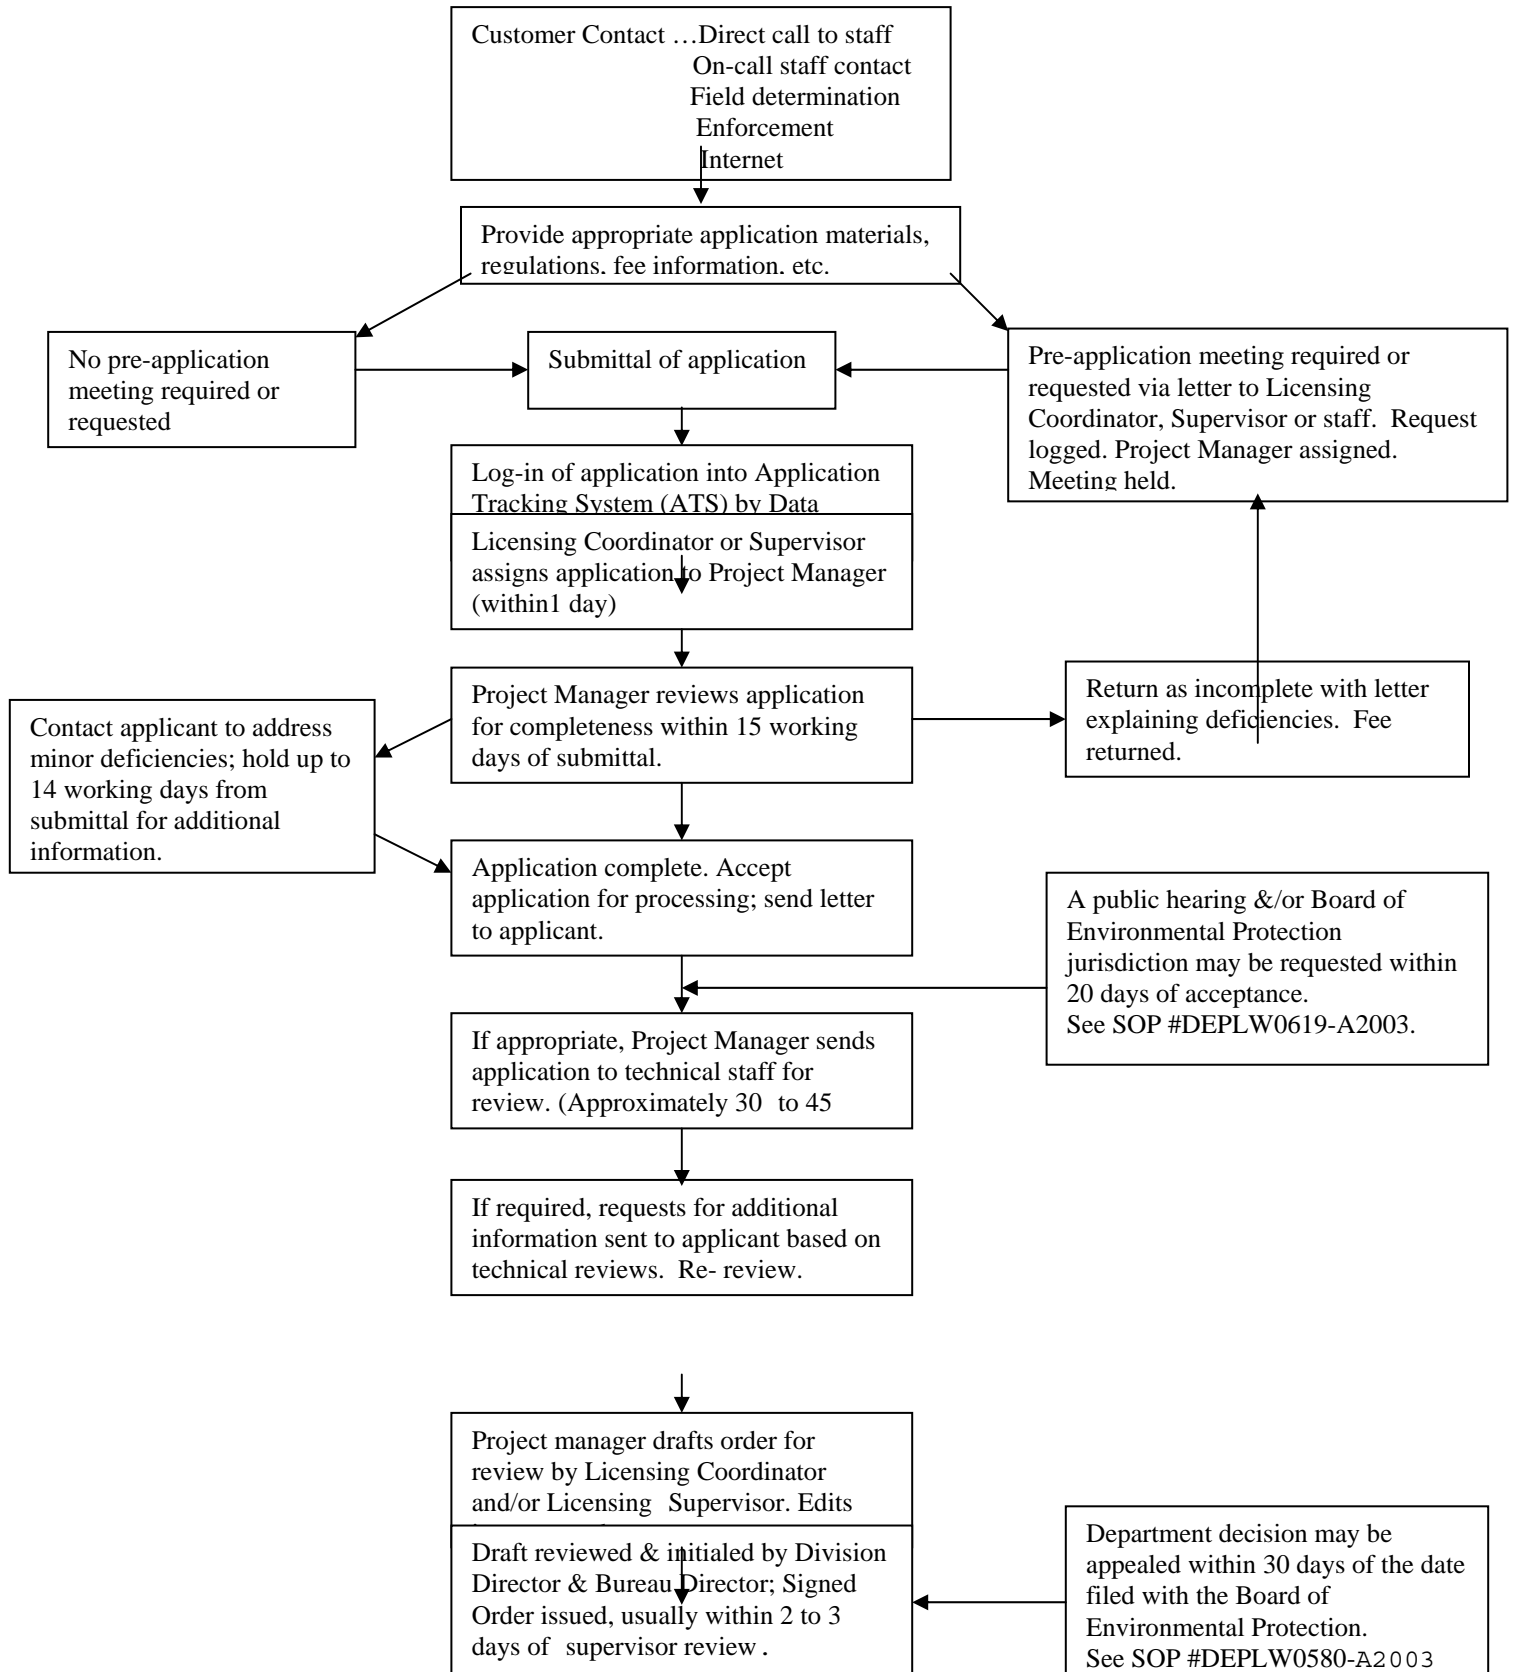 Customer Contact …Direct call to staff
On-call staff contact
Field determination
Enforcement
Internet
Provide appropriate application materials,
regulations, fee information, etc.
No pre-application
meeting required or
requested
Submittal of application
Pre-application meeting required or
requested via letter to Licensing
Coordinator, Supervisor or staff. Request
logged. Project Manager assigned.
Meeting held.
Log-in of application into Application
Tracking System (ATS) by Data
Licensing Coordinator or Supervisor
assigns application to Project Manager
(within1 day)
Project Manager reviews application
for completeness within 15 working
days of submittal.
Return as incomplete with letter
explaining deficiencies. Fee
returned.
Contact applicant to address
minor deficiencies; hold up to
14 working days from
submittal for additional
information.
Application complete. Accept
application for processing; send letter
to applicant.
A public hearing &/or Board of
Environmental Protection
jurisdiction may be requested within
20 days of acceptance.
See SOP #DEPLW0619-A2003.
If appropriate, Project Manager sends
application to technical staff for
review. (Approximately 30 to 45
If required, requests for additional
information sent to applicant based on
technical reviews. Re- review.
Project manager drafts order for
review by Licensing Coordinator
and/or Licensing Supervisor. Edits
Draft reviewed & initialed by Division
Director & Bureau Director; Signed
Order issued, usually within 2 to 3
days of supervisor review.
Department decision may be
appealed within 30 days of the date
filed with the Board of
Environmental Protection.
See SOP #DEPLW0580-A2003